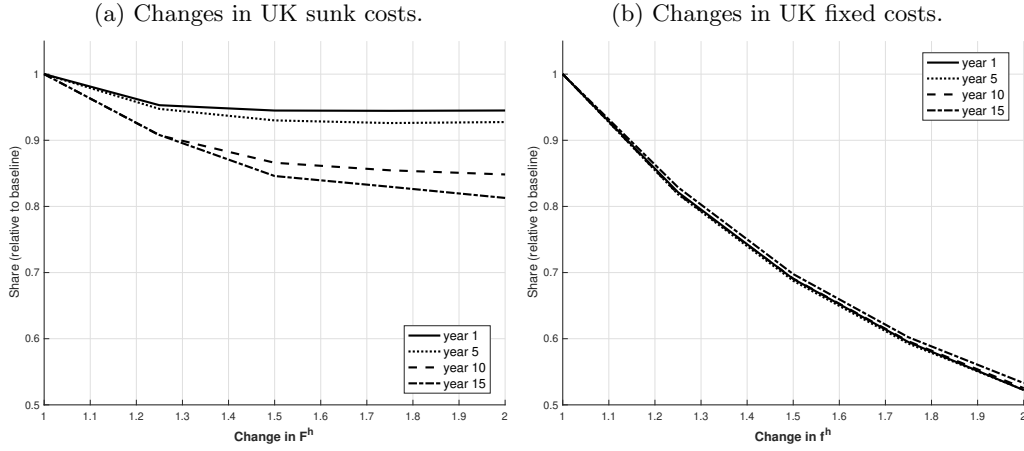 (a) Changes in UK sunk costs.
Share (relative to baseline)
1
0.9
0.8
0.7
0.6
0.5
year 1
year 5
year 10
year 15
1 1.1 1.2 1.3 1.4 1.5 1.6 1.7 1.8 1.9 2
Change in F^h
(b) Changes in UK fixed costs.
Share (relative to baseline)
1
0.9
0.8
0.7
0.6
0.5
year 1
year 5
year 10
year 15
1 1.1 1.2 1.3 1.4 1.5 1.6 1.7 1.8 1.9 2
Change in f^h